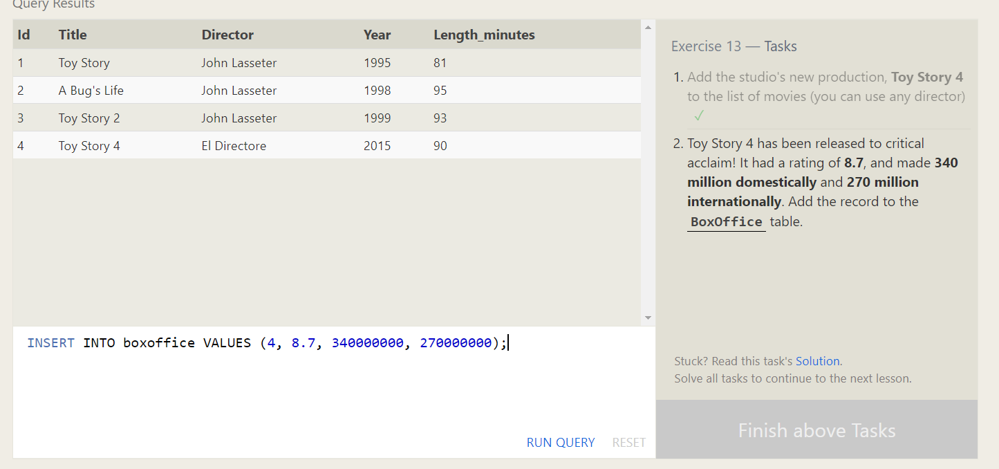 Query Results
Id Title Director Year Length_minutes
1 Toy Story John Lasseter 1995 81
2 A Bug's Life John Lasseter 1998 95
3 Toy Story 2 John Lasseter 1999 93
4 Toy Story 4 El Directore 2015 90
INSERT INTO boxoffice VALUES (4, 8.7, 340000000, 270000000);
RUN QUERY RESET
Exercise 13 — Tasks
1. Add the studio's new production, Toy Story 4
to the list of movies (you can use any director)
✓
2. Toy Story 4 has been released to critical
acclaim! It had a rating of 8.7, and made 340
million domestically and 270 million
internationally. Add the record to the
BoxOffice table.
Stuck? Read this task's Solution.
Solve all tasks to continue to the next lesson.
Finish above Tasks